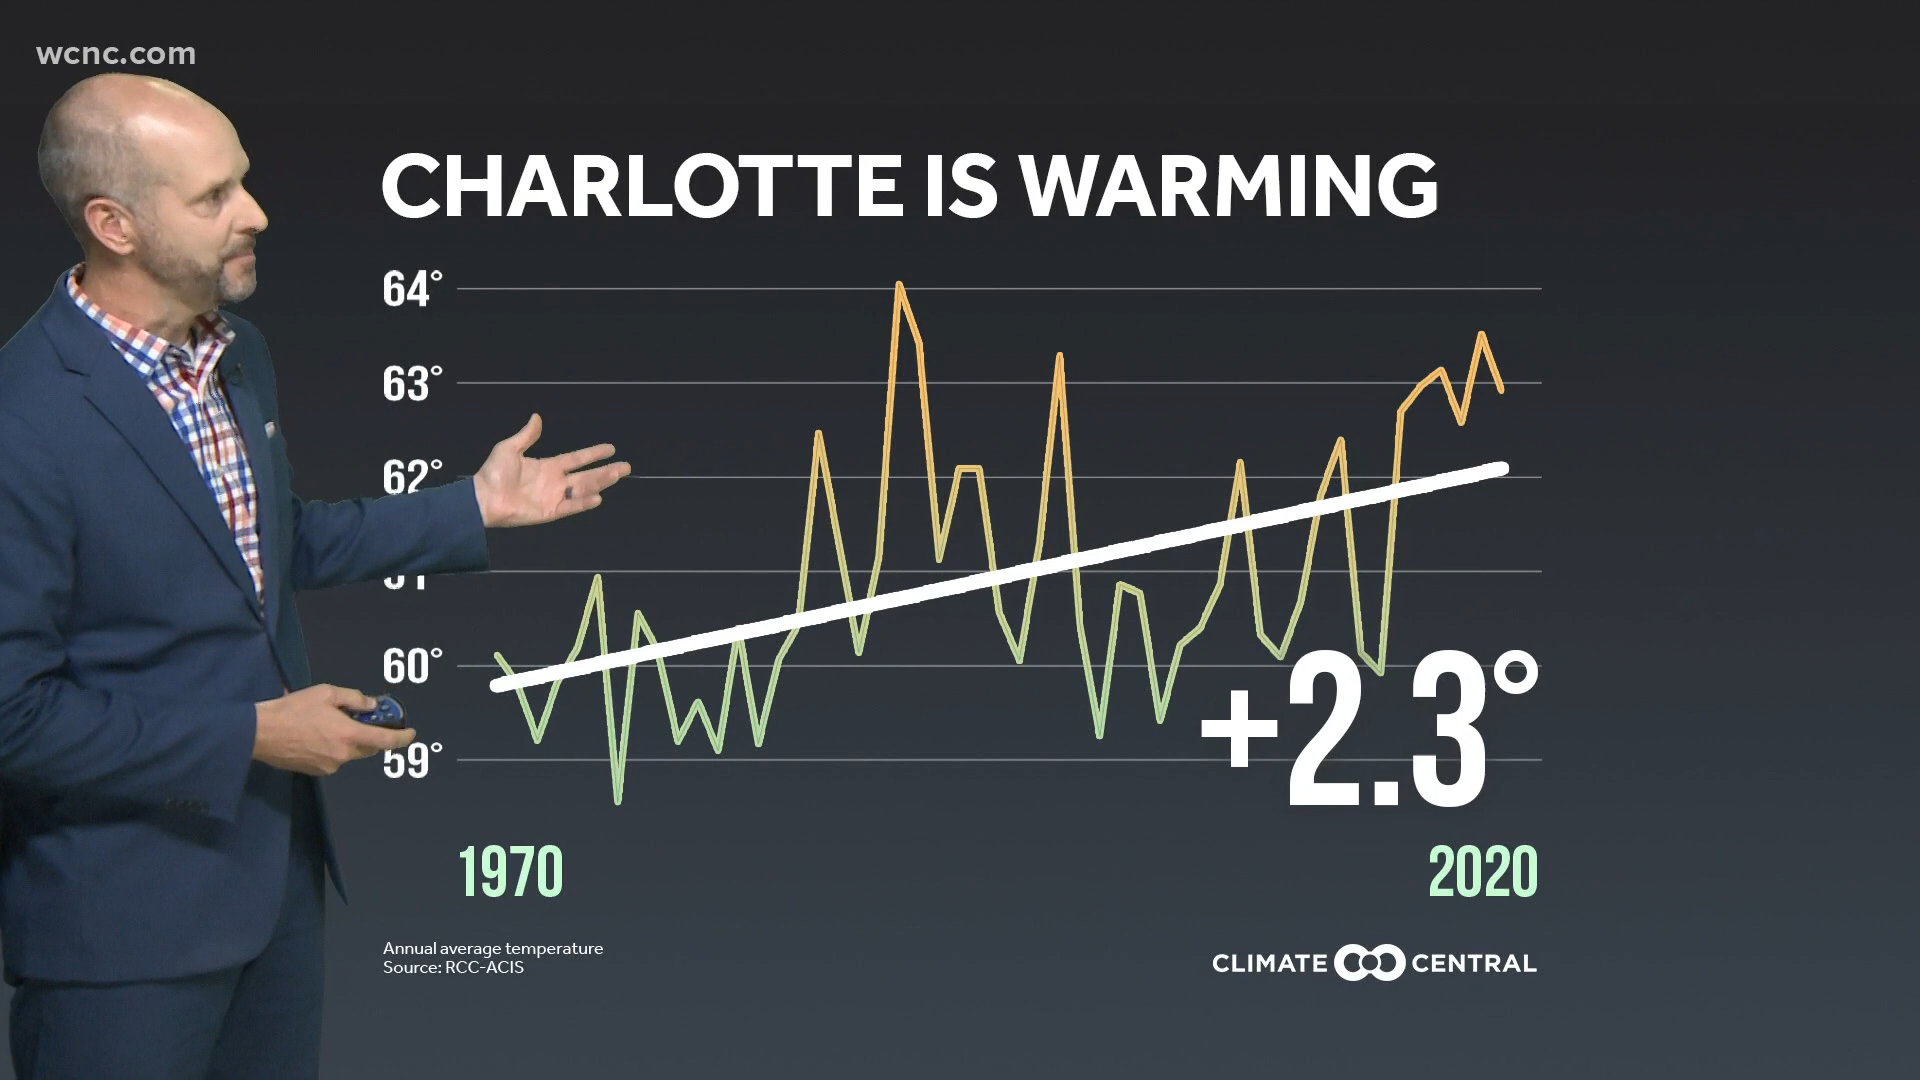 wcnc.com
CHARLOTTE IS WARMING
64°
63°
62°
60°
59°
+2.3°
1970
2020
Annual average temperature
Source: RCC-ACIS
CLIMATE CENTRAL